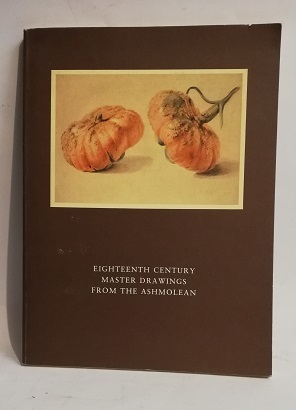 EIGHTEENTH CENTURY
MASTER DRAWINGS
FROM THE ASHMOLEAN